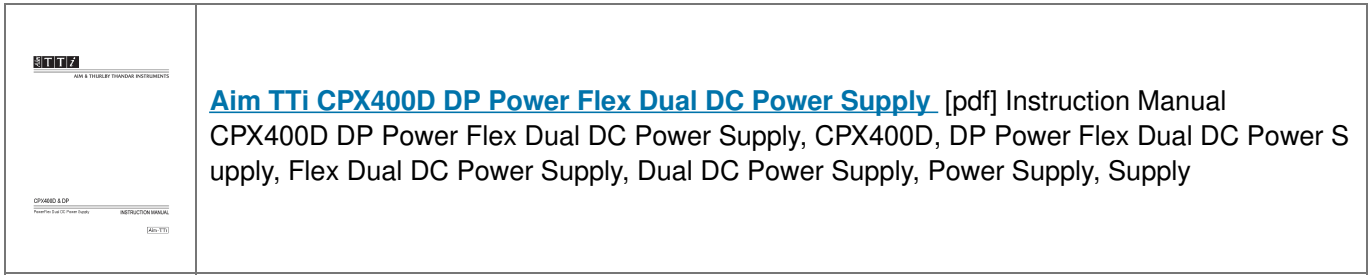 Aim TTi
AIM & THURLBY THANDAR INSTRUMENTS
CPX400D & DP
PowerFlex Dual DC Power Supply
INSTRUCTION MANUAL
Aim-TTi
Aim TTi CPX400D DP Power Flex Dual DC Power Supply [pdf] Instruction Manual
CPX400D DP Power Flex Dual DC Power Supply, CPX400D, DP Power Flex Dual DC Power S
upply, Flex Dual DC Power Supply, Dual DC Power Supply, Power Supply, Supply